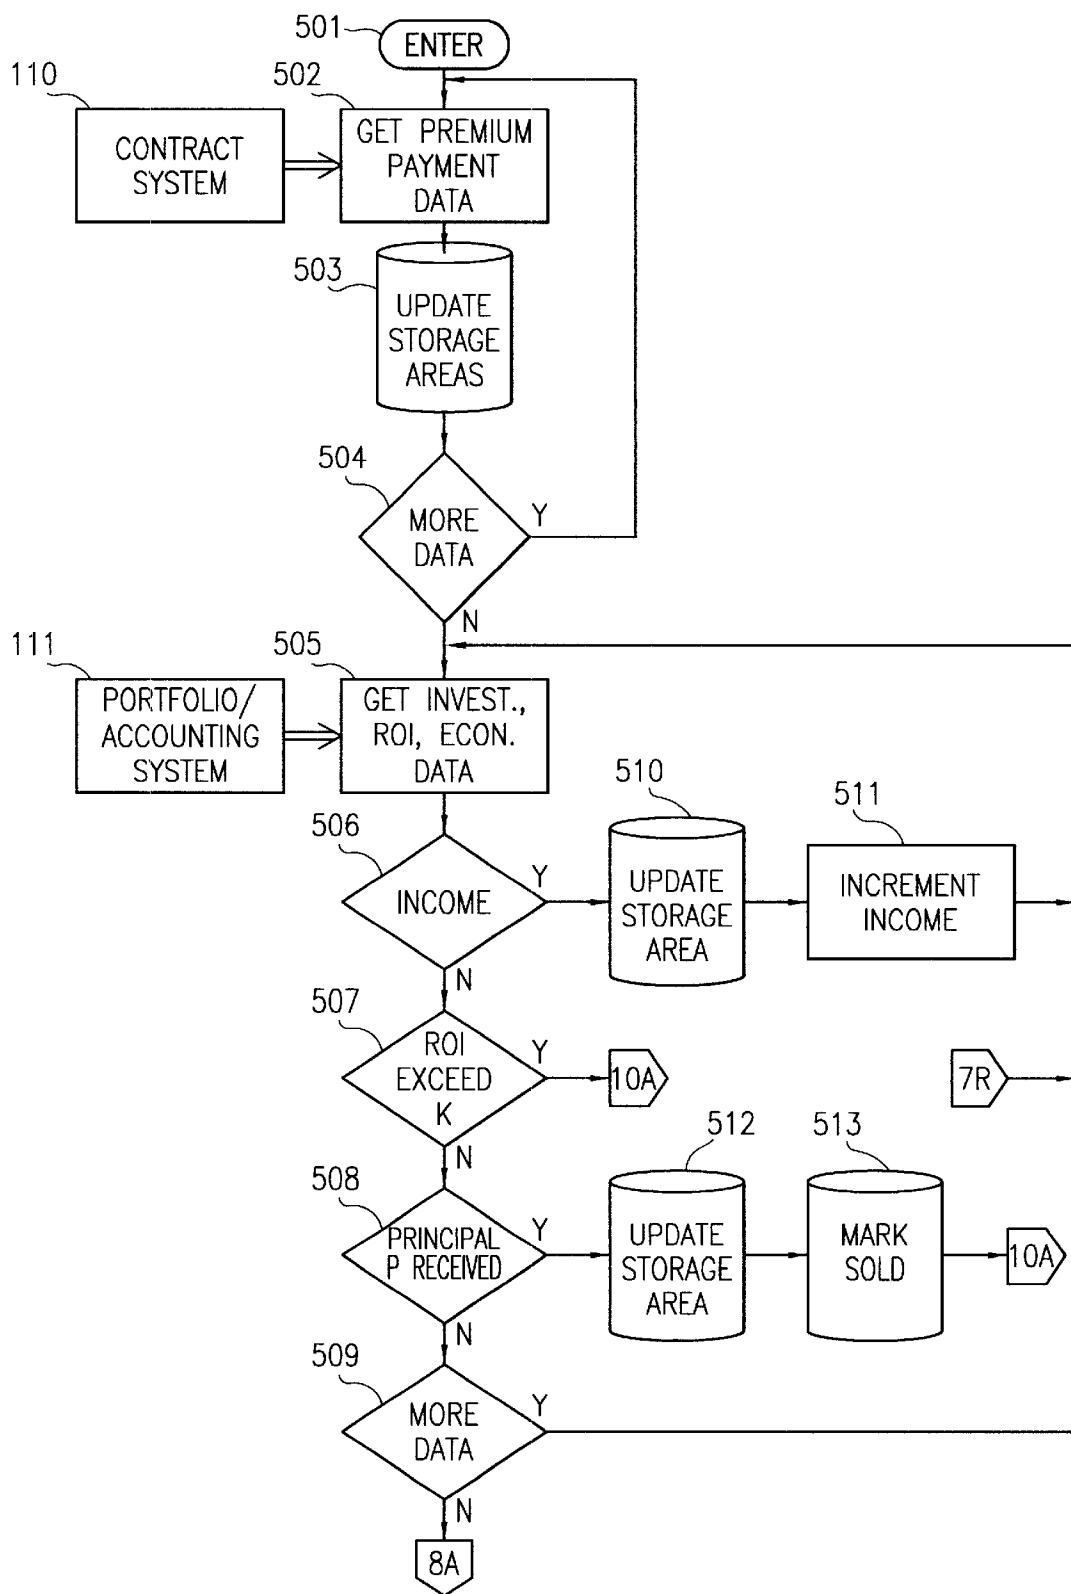 501
ENTER
110
502
CONTRACT
SYSTEM
GET PREMIUM
PAYMENT
DATA
503
UPDATE
STORAGE
AREAS
504
MORE
DATA
Y
N
111
505
PORTFOLIO/
ACCOUNTING
SYSTEM
GET INVEST.,
ROI, ECON.
DATA
506
INCOME
Y
N
510
UPDATE
STORAGE
AREA
511
INCREMENT
INCOME
507
ROI
EXCEED
K
Y
N
10A
7R
508
PRINCIPAL
P RECEIVED
Y
N
512
UPDATE
STORAGE
AREA
513
MARK
SOLD
10A
509
MORE
DATA
Y
N
8A